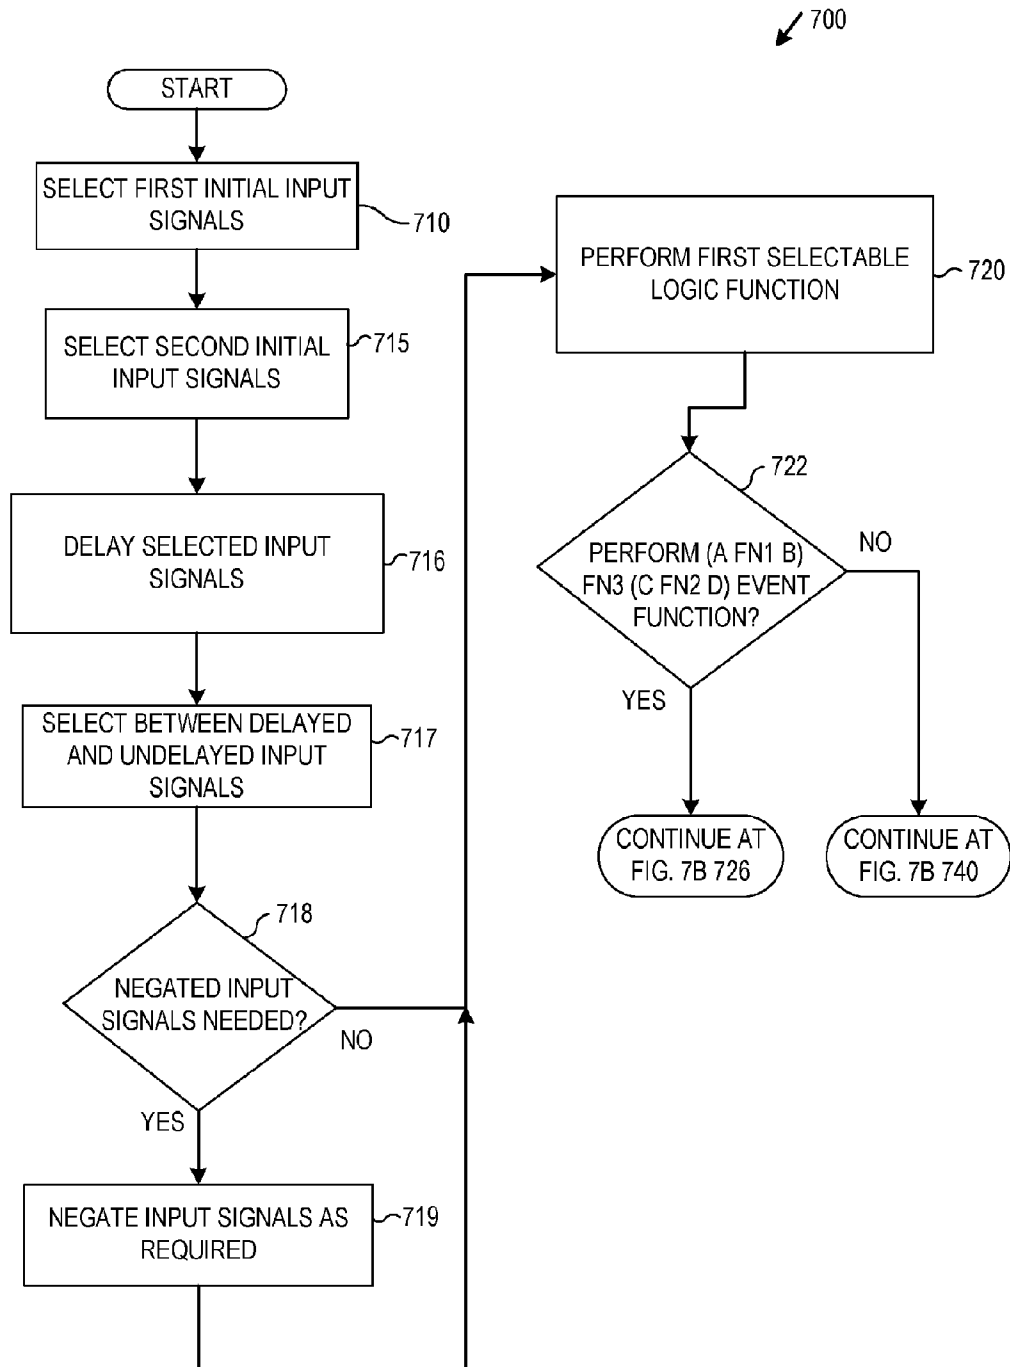 700
START
SELECT FIRST INITIAL INPUT
SIGNALS
710
SELECT SECOND INITIAL
INPUT SIGNALS
715
DELAY SELECTED INPUT
SIGNALS
716
SELECT BETWEEN DELAYED
AND UNDELAYED INPUT
SIGNALS
717
718
NEGATED INPUT
SIGNALS NEEDED?
NO
YES
NEGATE INPUT SIGNALS AS
REQUIRED
719
PERFORM FIRST SELECTABLE
LOGIC FUNCTION
720
722
PERFORM (A FN1 B)
FN3 (C FN2 D) EVENT
FUNCTION?
NO
YES
CONTINUE AT
FIG. 7B 726
CONTINUE AT
FIG. 7B 740